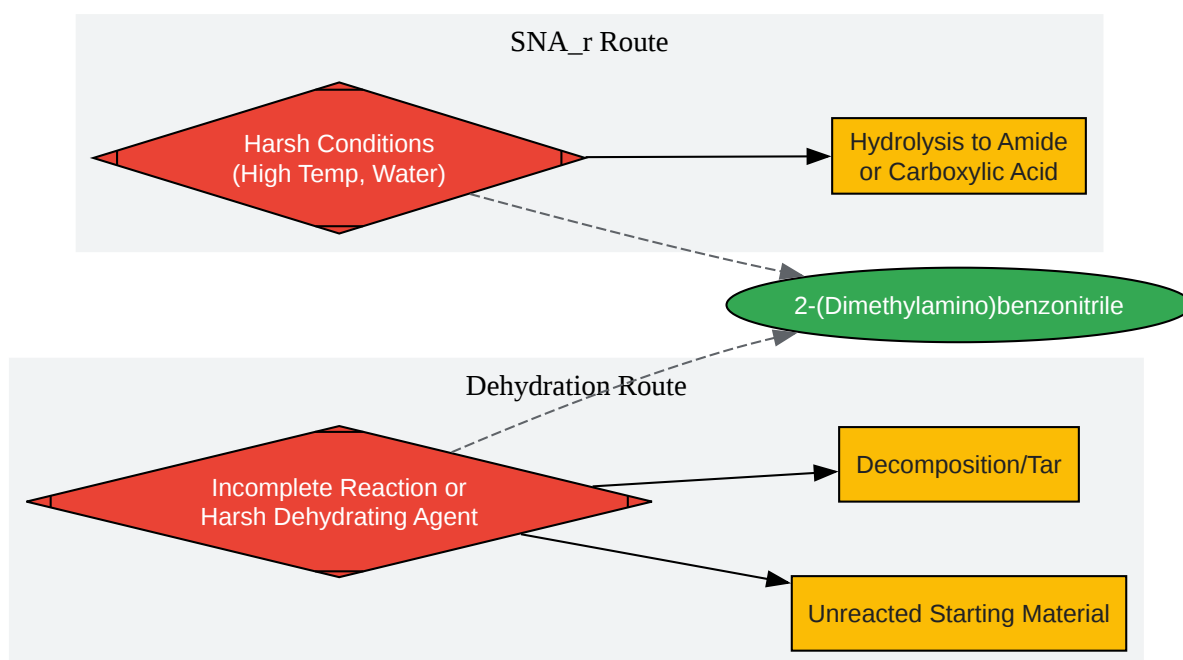 SNA_r Route
Harsh Conditions
(High Temp, Water)
Hydrolysis to Amide
or Carboxylic Acid
2-(Dimethylamino)benzonitrile
Dehydration Route
Incomplete Reaction or
Harsh Dehydrating Agent
Decomposition/Tar
Unreacted Starting Material